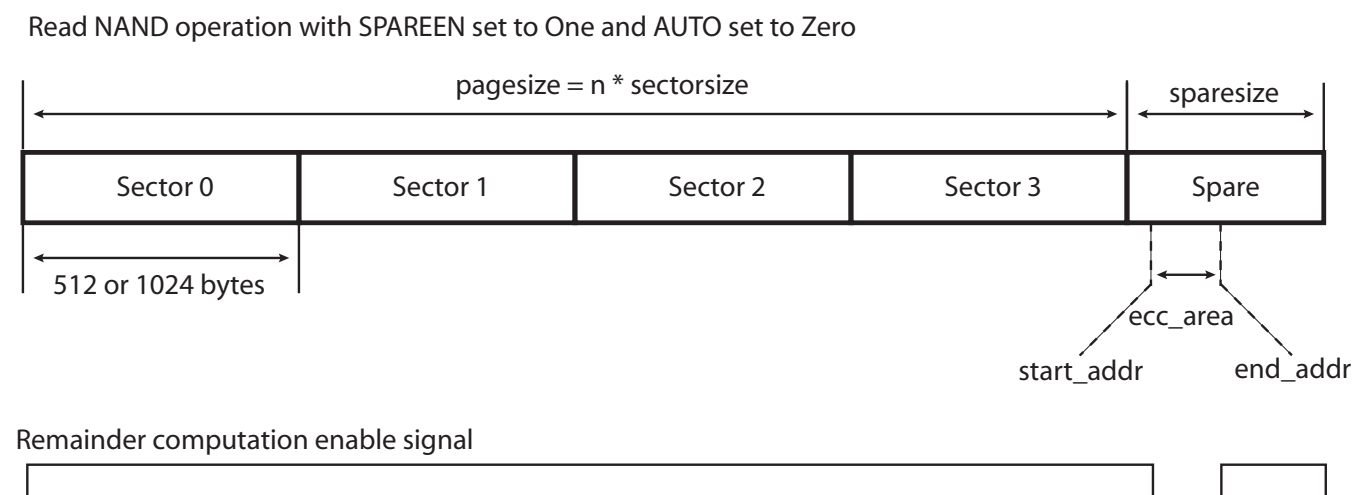 Read NAND operation with SPAREEN set to One and AUTO set to Zero
pagesize = n * sectorsize
sparesize
Sector 0
Sector 1
Sector 2
Sector 3
Spare
512 or 1024 bytes
ecc_area
start_addr
end_addr
Remainder computation enable signal